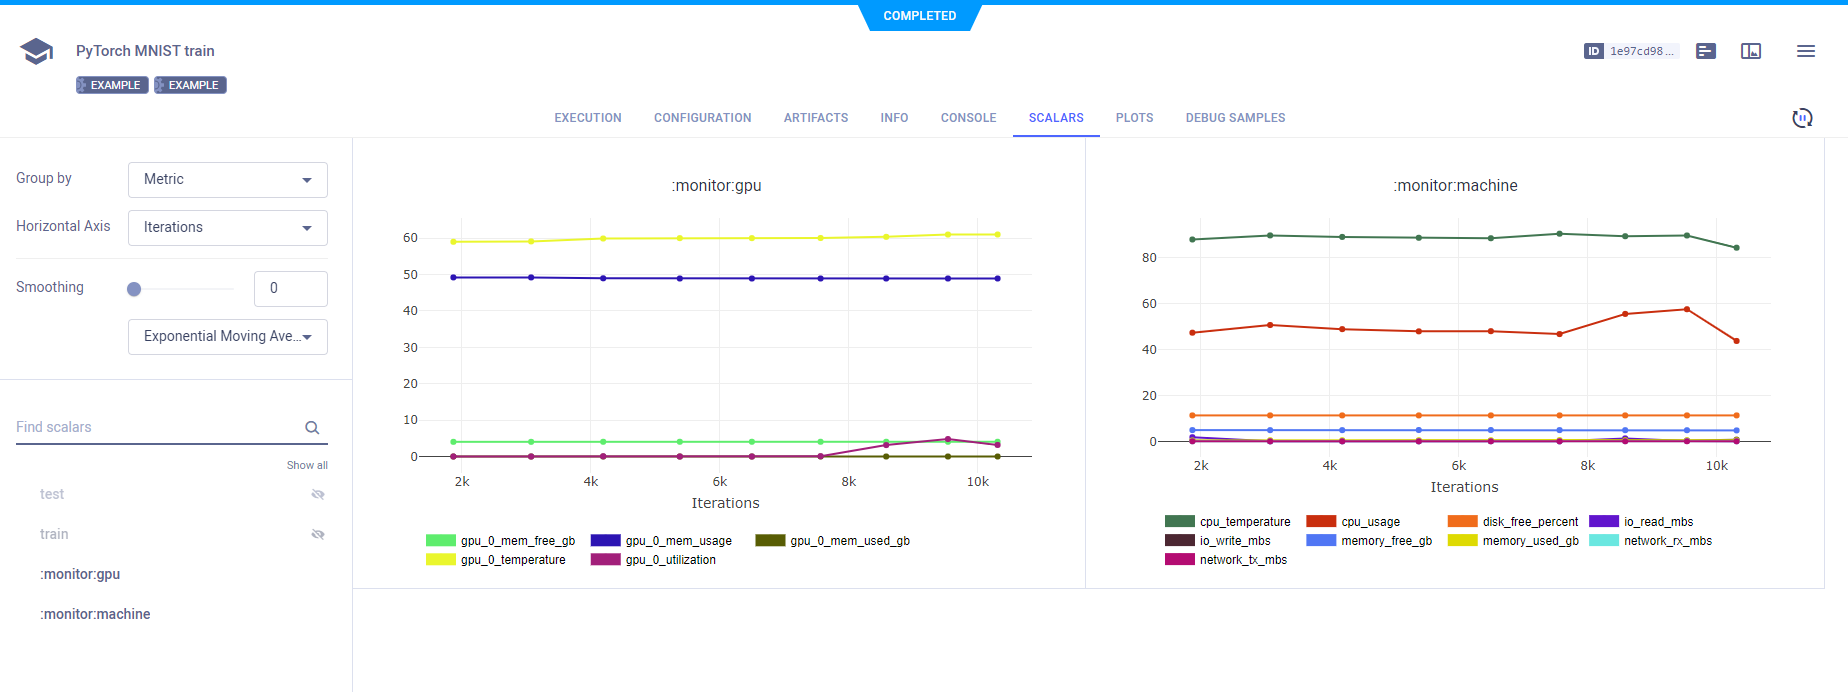 COMPLETED
PyTorch MNIST train
ID 1e97cd98 ...
EXAMPLE EXAMPLE
EXECUTION CONFIGURATION ARTIFACTS INFO CONSOLE SCALARS PLOTS DEBUG SAMPLES
Group by Metric
Horizontal Axis Iterations
Smoothing 0
Exponential Moving Ave...
Find scalars
Show all
test
train
:monitor:gpu
:monitor:machine
:monitor:gpu
60
50
40
30
20
10
0
2k 4k 6k 8k 10k
Iterations
gpu_0_mem_free_gb gpu_0_mem_usage gpu_0_mem_used_gb
gpu_0_temperature gpu_0_utilization
:monitor:machine
80
60
40
20
0
2k 4k 6k 8k 10k
Iterations
cpu_temperature cpu_usage disk_free_percent io_read_mbs
io_write_mbs memory_free_gb memory_used_gb network_rx_mbs
network_tx_mbs